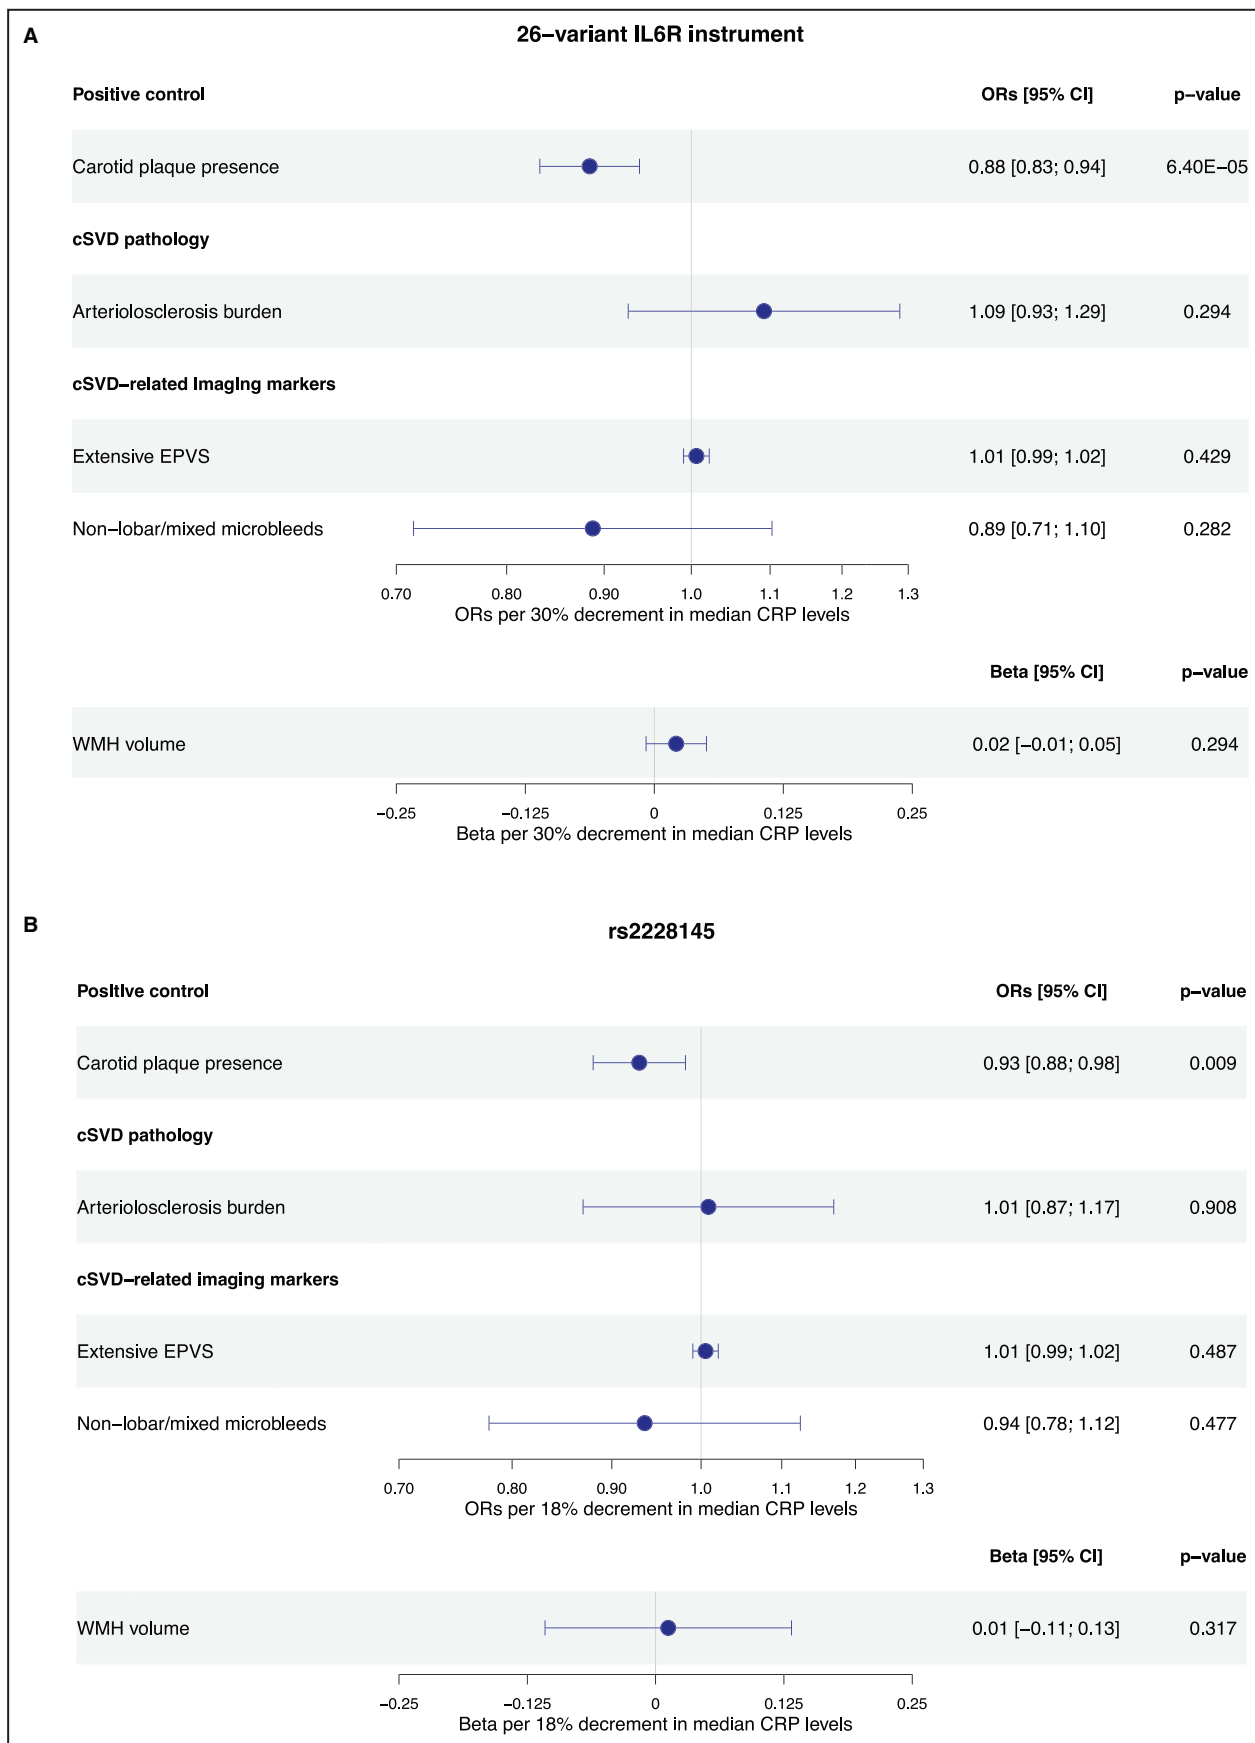 A
26–variant IL6R instrument
Positive control ORs [95% CI] p–value
Carotid plaque presence 0.88 [0.83; 0.94] 6.40E–05
cSVD pathology
Arteriolosclerosis burden 1.09 [0.93; 1.29] 0.294
cSVD–related Imaging markers
Extensive EPVS 1.01 [0.99; 1.02] 0.429
Non–lobar/mixed microbleeds 0.89 [0.71; 1.10] 0.282
0.70 0.80 0.90 1.0 1.1 1.2 1.3
ORs per 30% decrement in median CRP levels
Beta [95% CI] p–value
WMH volume 0.02 [−0.01; 0.05] 0.294
−0.25 −0.125 0 0.125 0.25
Beta per 30% decrement in median CRP levels
B
rs2228145
Positive control ORs [95% CI] p–value
Carotid plaque presence 0.93 [0.88; 0.98] 0.009
cSVD pathology
Arteriolosclerosis burden 1.01 [0.87; 1.17] 0.908
cSVD–related imaging markers
Extensive EPVS 1.01 [0.99; 1.02] 0.487
Non–lobar/mixed microbleeds 0.94 [0.78; 1.12] 0.477
0.70 0.80 0.90 1.0 1.1 1.2 1.3
ORs per 18% decrement in median CRP levels
Beta [95% CI] p–value
WMH volume 0.01 [−0.11; 0.13] 0.317
−0.25 −0.125 0 0.125 0.25
Beta per 18% decrement in median CRP levels